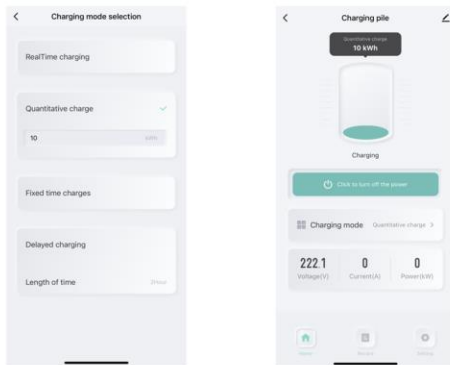 Charging mode selection
RealTime charging
Quantitative charge
10
kWh
Fixed time charges
Delayed charging
Length of time
Charging pile
Quantitative charge
10 kWh
Charging
Click to turn off the power
Charging mode Quantitative charge >
222.1 0 0
Voltage(V) Current(A) Power(kW)
Home